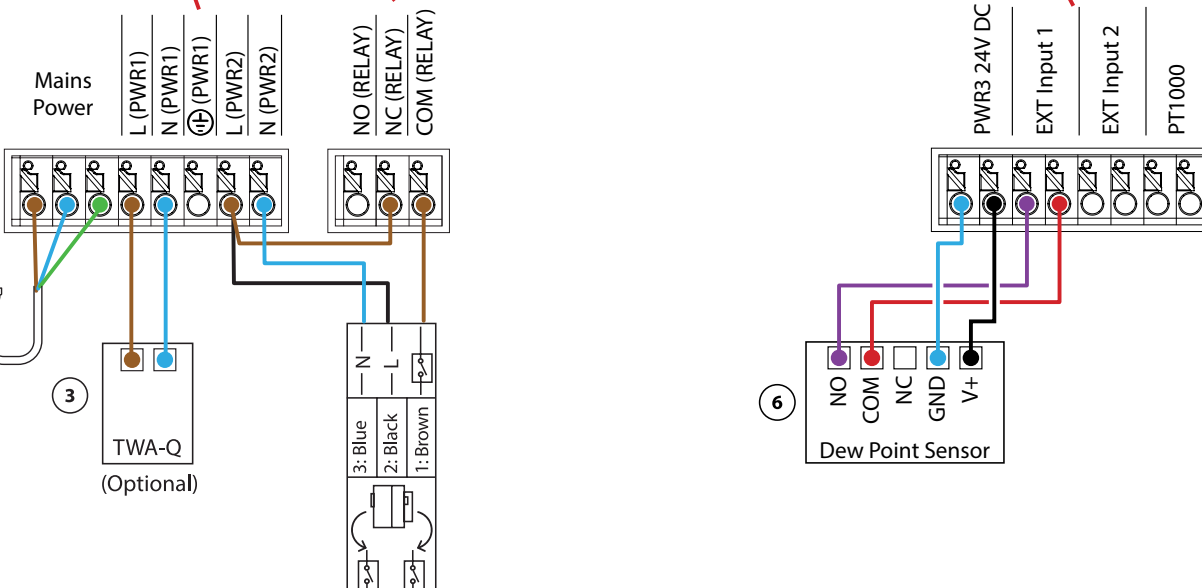 Mains
Power
L (PWR1)
N (PWR1)
(PWR1)
L (PWR2)
N (PWR2)
NO (RELAY)
NC (RELAY)
COM (RELAY)
PWR3 24V DC
EXT Input 1
EXT Input 2
PT1000
3
TWA-Q
(Optional)
N
L
3: Blue
2: Black
1: Brown
6
NO
COM
NC
GND
V+
Dew Point Sensor